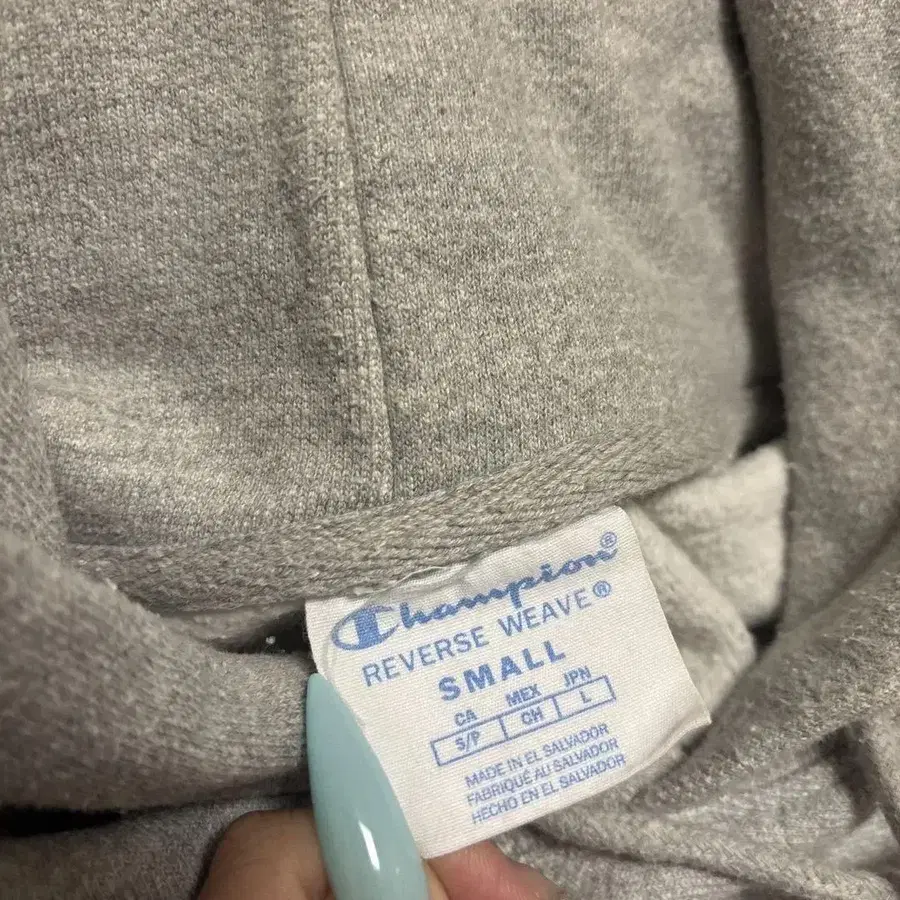 Champion®
REVERSE WEAVE®
SMALL
CA MEX JPN
S/P CH L
MADE IN EL SALVADOR
FABRIQUÉ AU SALVADOR
HECHO EN EL SALVADOR